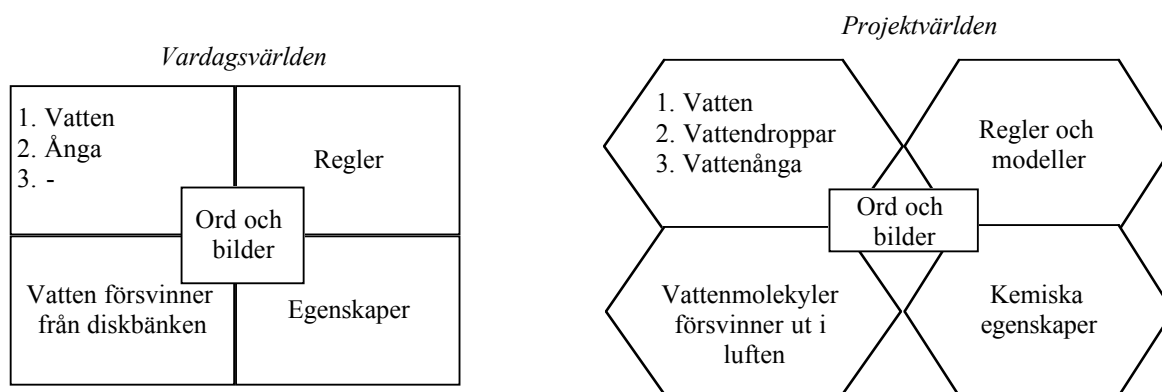 Vardagsvärlden
1. Vatten
2. Ånga
3. -
Regler
Ord och
bilder
Vatten försvinner
från diskbänken
Egenskaper
Projektvärlden
1. Vatten
2. Vattendroppar
3. Vattenånga
Regler och
modeller
Ord och
bilder
Vattenmolekyler
försvinner ut i
luften
Kemiska
egenskaper